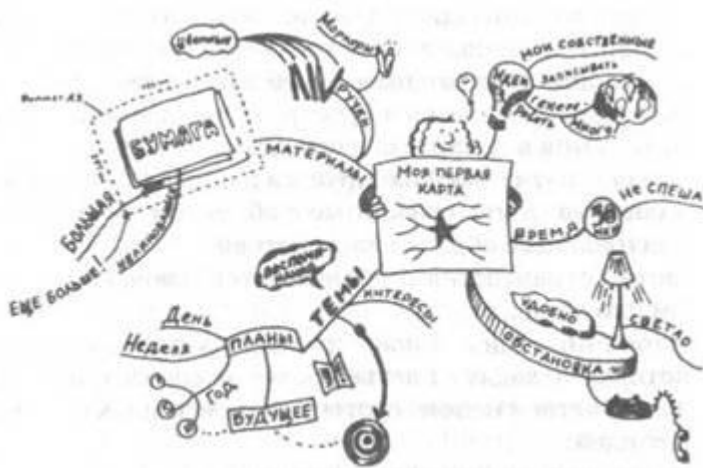 Моя первая
карта
МАТЕРИАЛЫ
РУЧКИ
цветные
БУМАГА
БОЛЬШАЯ
ЕЩЕ БОЛЬШЕ!
ИДЕИ
МОИ СОБСТВЕННЫЕ
ЗАПИСЫВАТЬ
МНОГО
ВРЕМЯ
НЕ СПЕША
ОБСТАНОВКА
УДОБНО
СВЕТЛО
ТЕМЫ
ИНТЕРЕСЫ
ПЛАНЫ
День
Неделя
ГОД
БУДУЩЕЕ